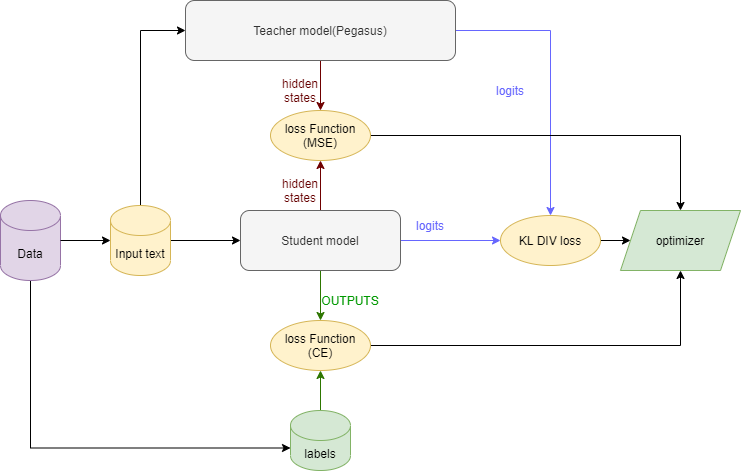 Teacher model(Pegasus)
hidden
states
logits
loss Function
(MSE)
hidden
states
Data
Input text
Student model
logits
KL DIV loss
optimizer
OUTPUTS
loss Function
(CE)
labels